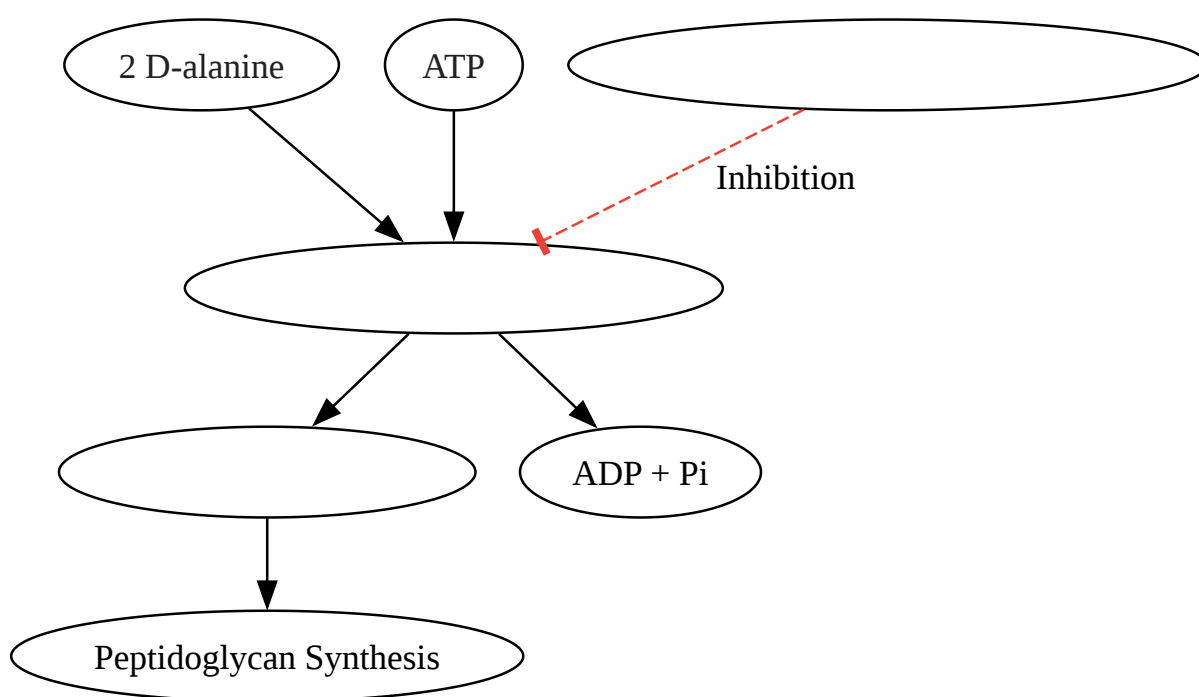 2 D-alanine
ATP
Inhibition
ADP + Pi
Peptidoglycan Synthesis